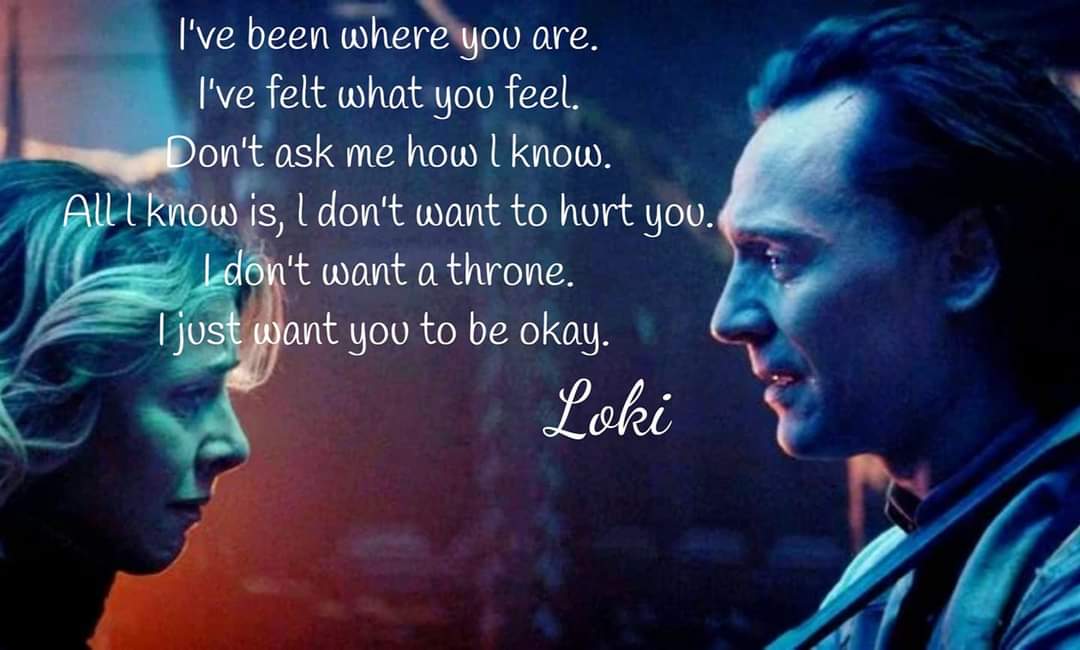 I've been where you are.
I've felt what you feel.
Don't ask me how I know.
All I know is, I don't want to hurt you.
I don't want a throne.
I just want you to be okay.
Loki